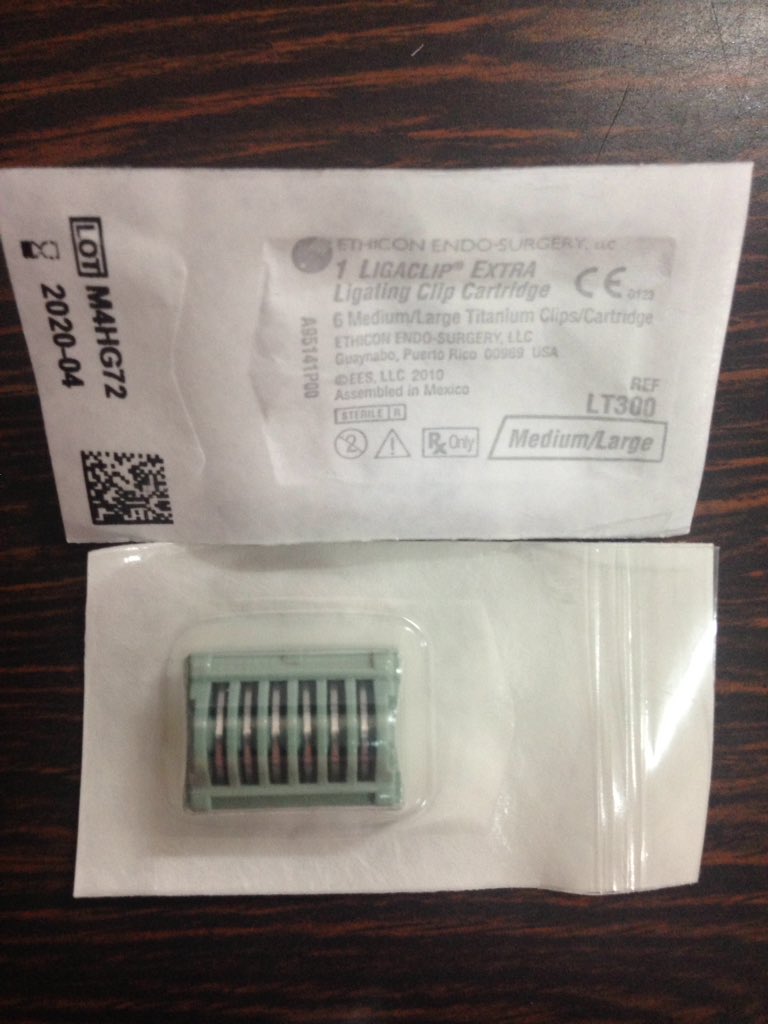 ETHICON ENDO-SURGERY, LLC
1 LIGACLIP® EXTRA
Ligating Clip Cartridge
CE 0123
6 Medium/Large Titanium Clips/Cartridge
ETHICON ENDO-SURGERY, LLC
Guaynabo, Puerto Rico 00969 USA
©EES, LLC 2010
Assembled in Mexico
STERILE R
REF
LT300
2
Rx Only
Medium/Large
A95141P00
LOT M4HG72
2020-04